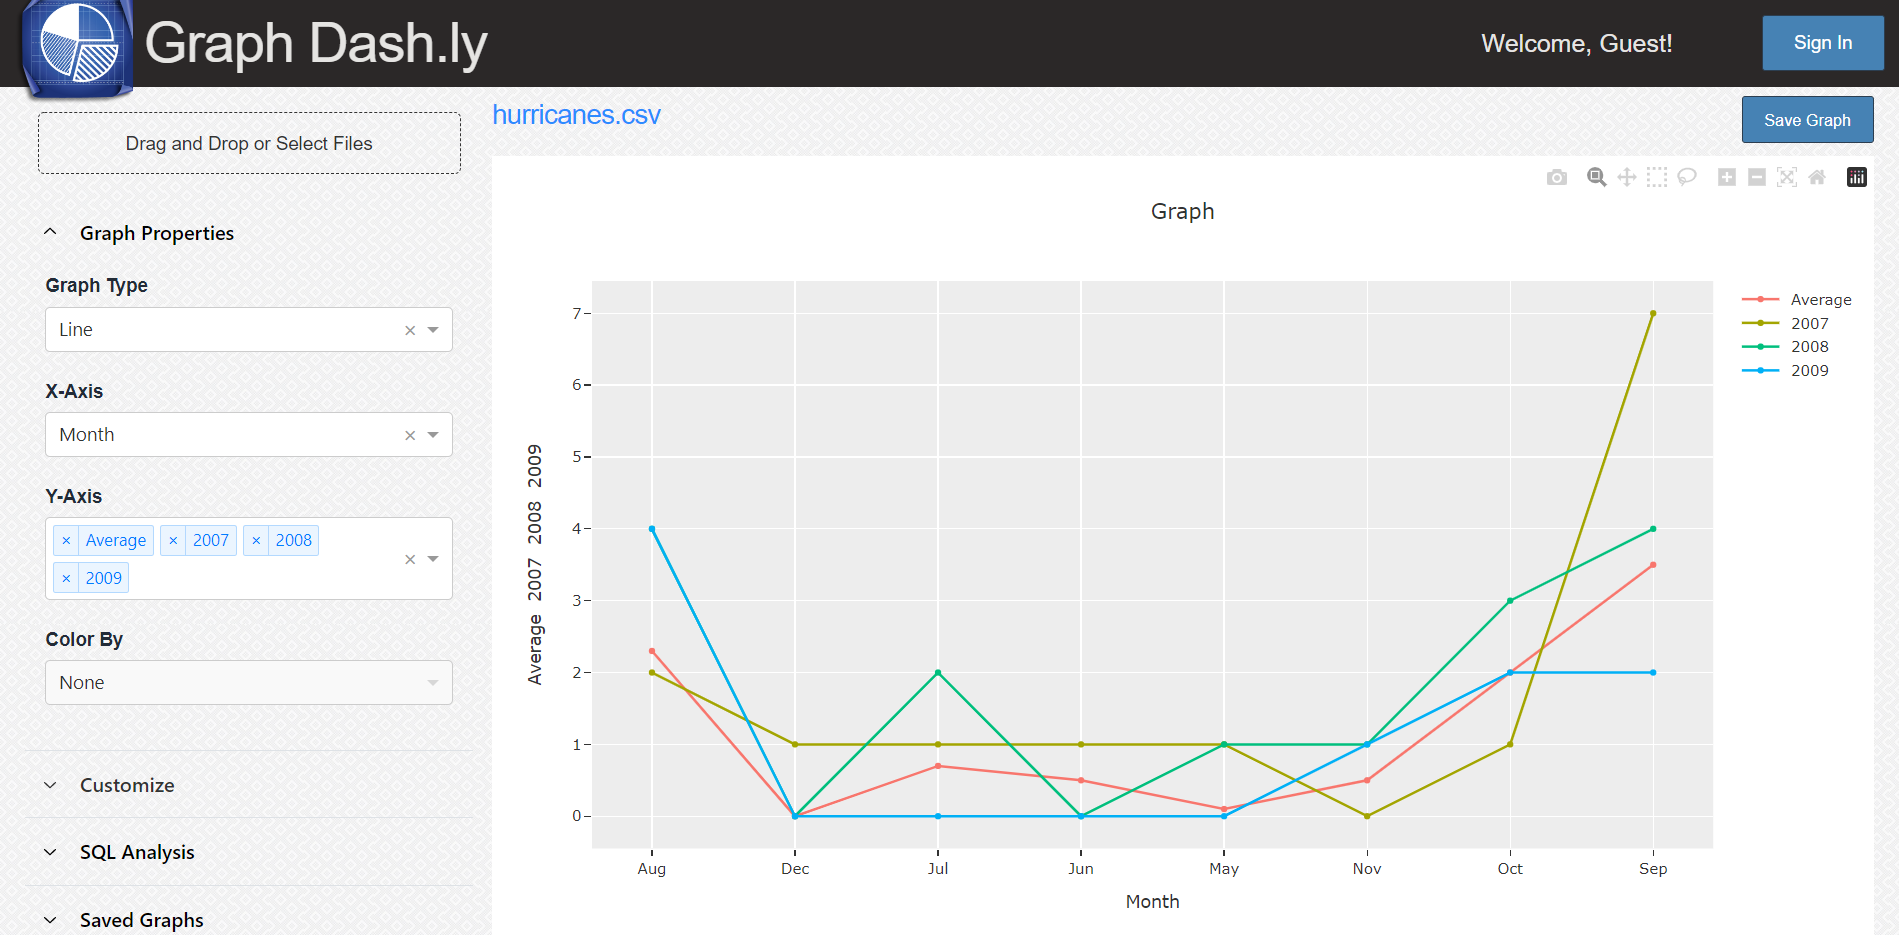 Graph Dash.ly
Welcome, Guest!
Sign In
Drag and Drop or Select Files
hurricanes.csv
Save Graph
Graph Properties
Graph Type
Line
X-Axis
Month
Y-Axis
× Average × 2007 × 2008
× 2009
Color By
None
Customize
SQL Analysis
Saved Graphs
Graph
7
6
5
4
3
2
1
0
Average 2007 2008 2009
Aug Dec Jul Jun May Nov Oct Sep
Month
Average
2007
2008
2009